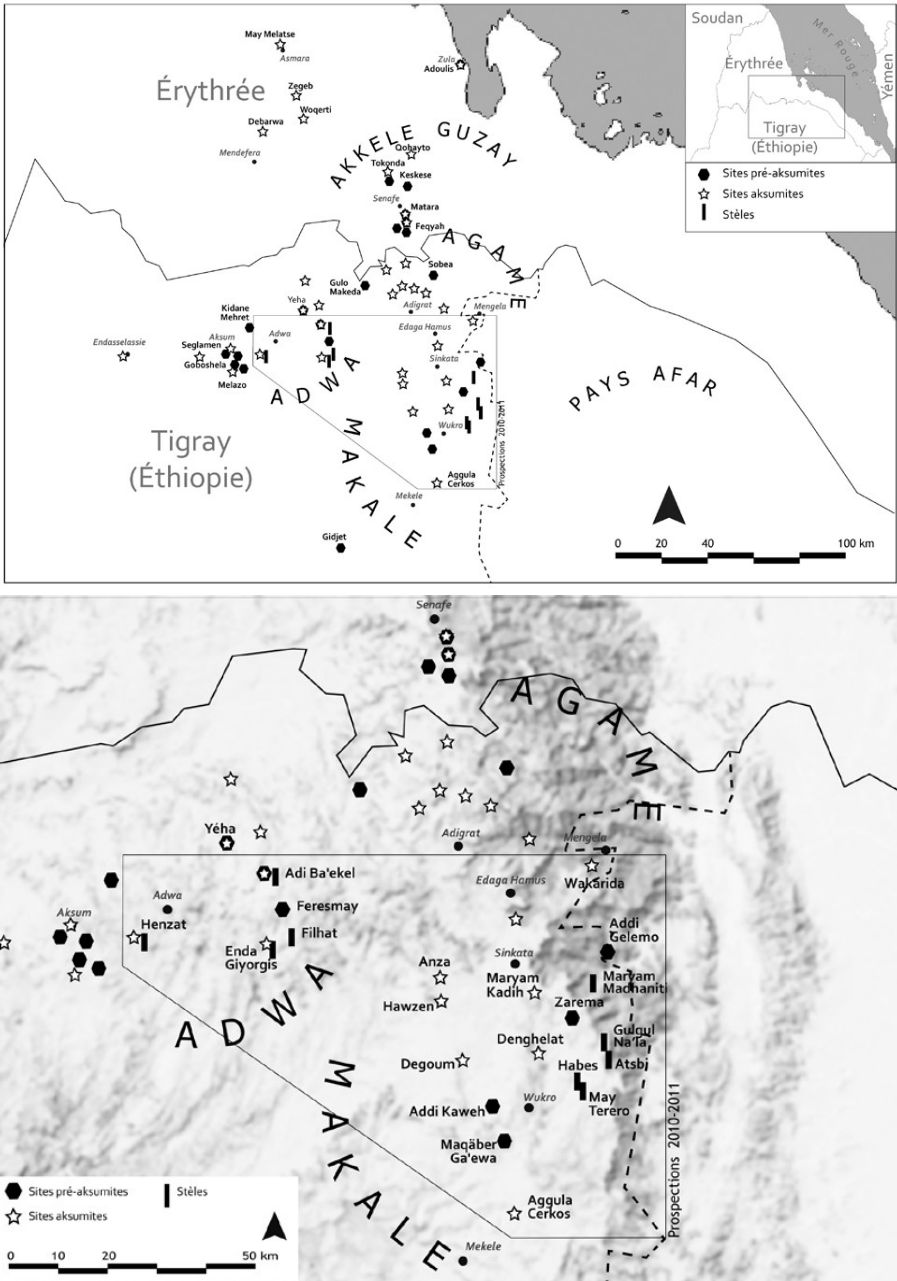 Soudan
Mer Rouge
Yémen
Érythrée
Tigray
(Éthiopie)
Sites pré-aksumites
Sites aksumites
Stèles
May Melatse
Asmara
Érythrée
Zegeb
Woqerti
Debarwa
Mendefera
Zula
Adoulis
AKKELE GUZAY
Qohayto
Tokonda
Keskese
Senafe
Matara
Feqyah
AGAME
Sobea
Gulo
Makeda
Yeha
Adigrat
Mengela
Kidane
Mehret
Edaga Hamus
Endasselassie
Seglamen
Aksum
Adwa
Goboshela
Melazo
Sinkata
ADWA
PAYS AFAR
Tigray
(Éthiopie)
MAKALE
Wukro
Prospections 2010-2011
Aggula
Cerkos
Mekele
Gidjet
0 20 40 100 km
Senafe
AGAME
Yéha
Adigrat
Mengela
Adi Ba'ekel
Edaga Hamus
Wakarida
Adwa
Feresmay
Aksum
Henzat
Filhat
Addi
Gelemo
Enda
Giyorgis
Sinkata
Anza
Maryam
Kadih
Maryam
Madhaniti
Hawzen
Zarema
ADWA
Gulqul
Na'la
Denghelat
Atsbi
Degoum
Habes
MAKALE
Wukro
May
Terero
Addi Kaweh
Maqäber
Ga'ewa
Prospections 2010-2011
Aggula
Cerkos
Mekele
Sites pré-aksumites
Stèles
Sites aksumites
0 10 20 50 km